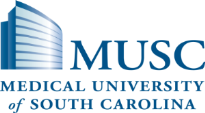 MUSC
MEDICAL UNIVERSITY
of SOUTH CAROLINA